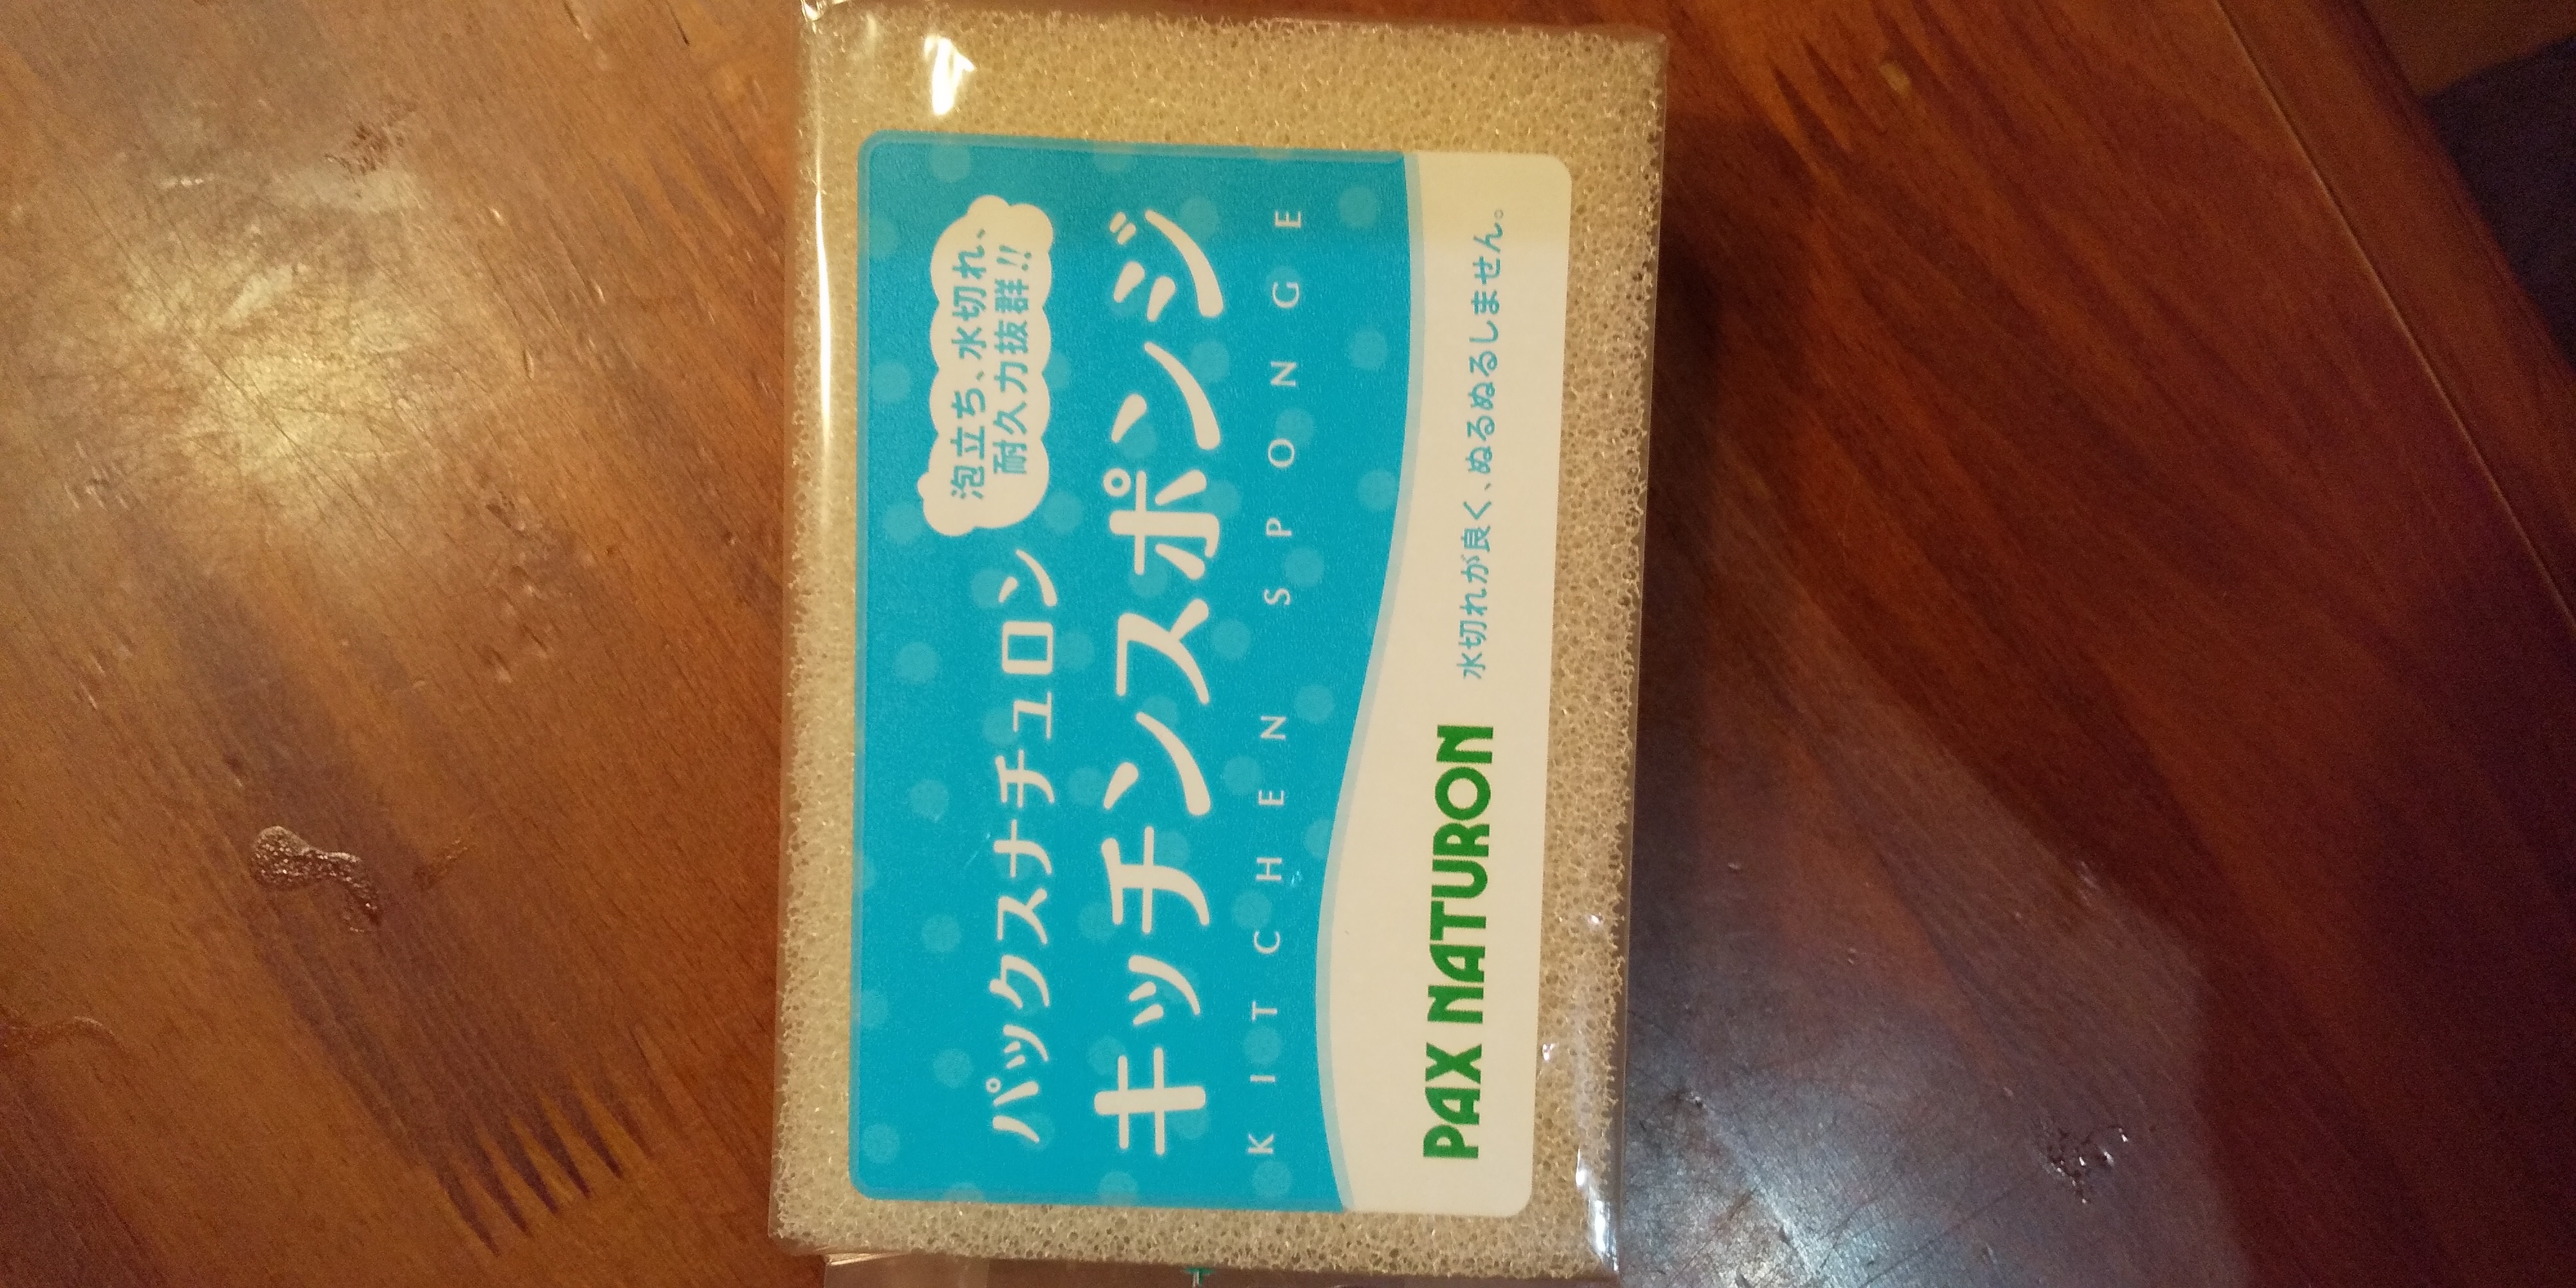 泡立ち、水切れ、
耐久力抜群!!
パックスナチュロン
キッチンスポンジ
KITCHEN SPONGE
PAX NATURON
水切れが良く、ぬるぬるしません。